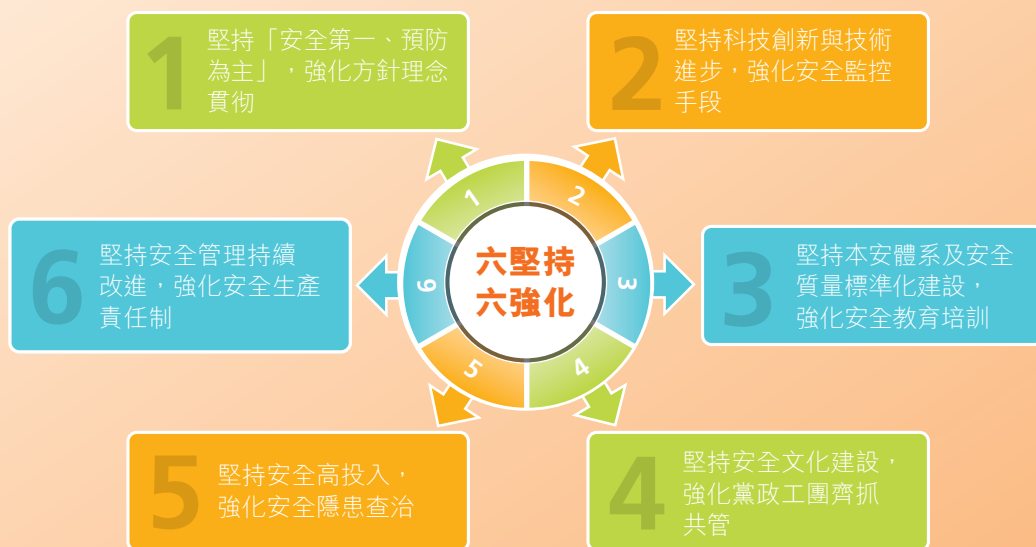 1
堅持「安全第一、預防
為主」，強化方針理念
貫彻
2
堅持科技創新與技術
進步，強化安全監控
手段
6
堅持安全管理持續
改進，強化安全生產
責任制
1
2
3
4
5
6
六堅持
六強化
3
堅持本安體系及安全
質量標準化建設，
強化安全教育培訓
5
堅持安全高投入，
強化安全隱患查治
4
堅持安全文化建設，
強化黨政工團齊抓
共管